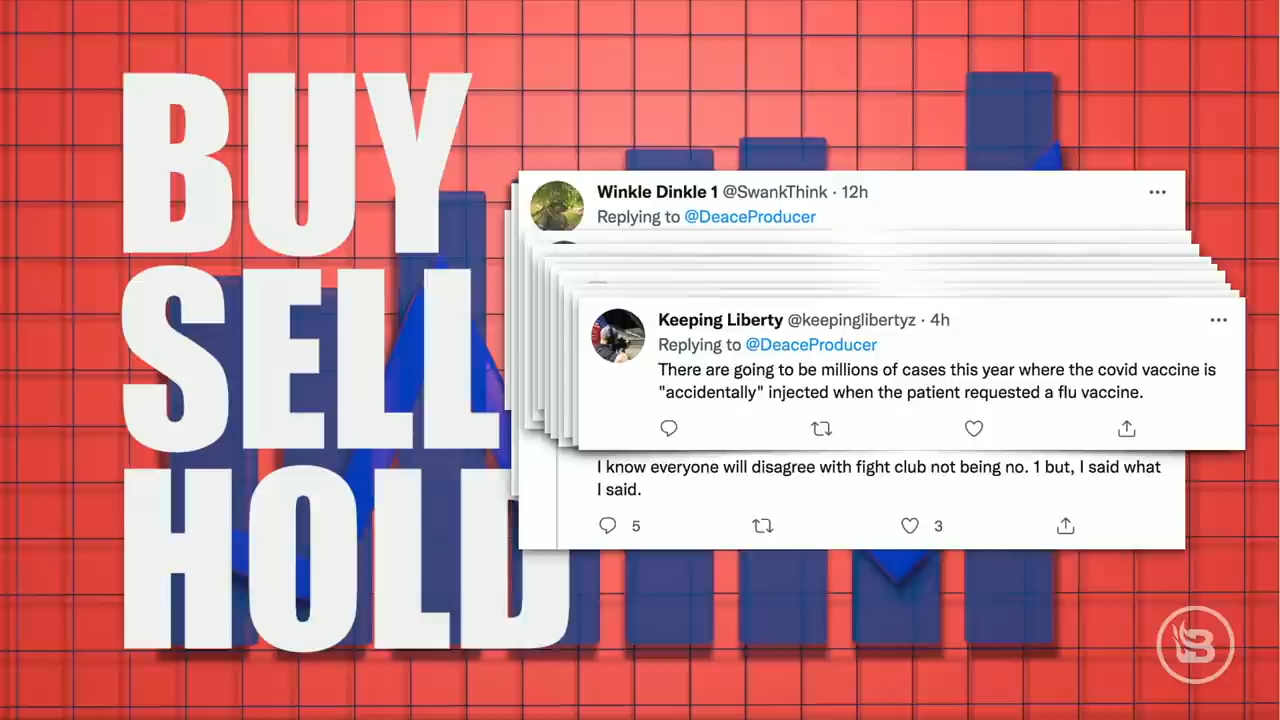 BUY
SELL
HOLD
Winkle Dinkle 1 @SwankThink · 12h
Replying to @DeaceProducer
Keeping Liberty @keepinglibertyz · 4h
Replying to @DeaceProducer
There are going to be millions of cases this year where the covid vaccine is
"accidentally" injected when the patient requested a flu vaccine.
I know everyone will disagree with fight club not being no. 1 but, I said what
I said.
5
3
B